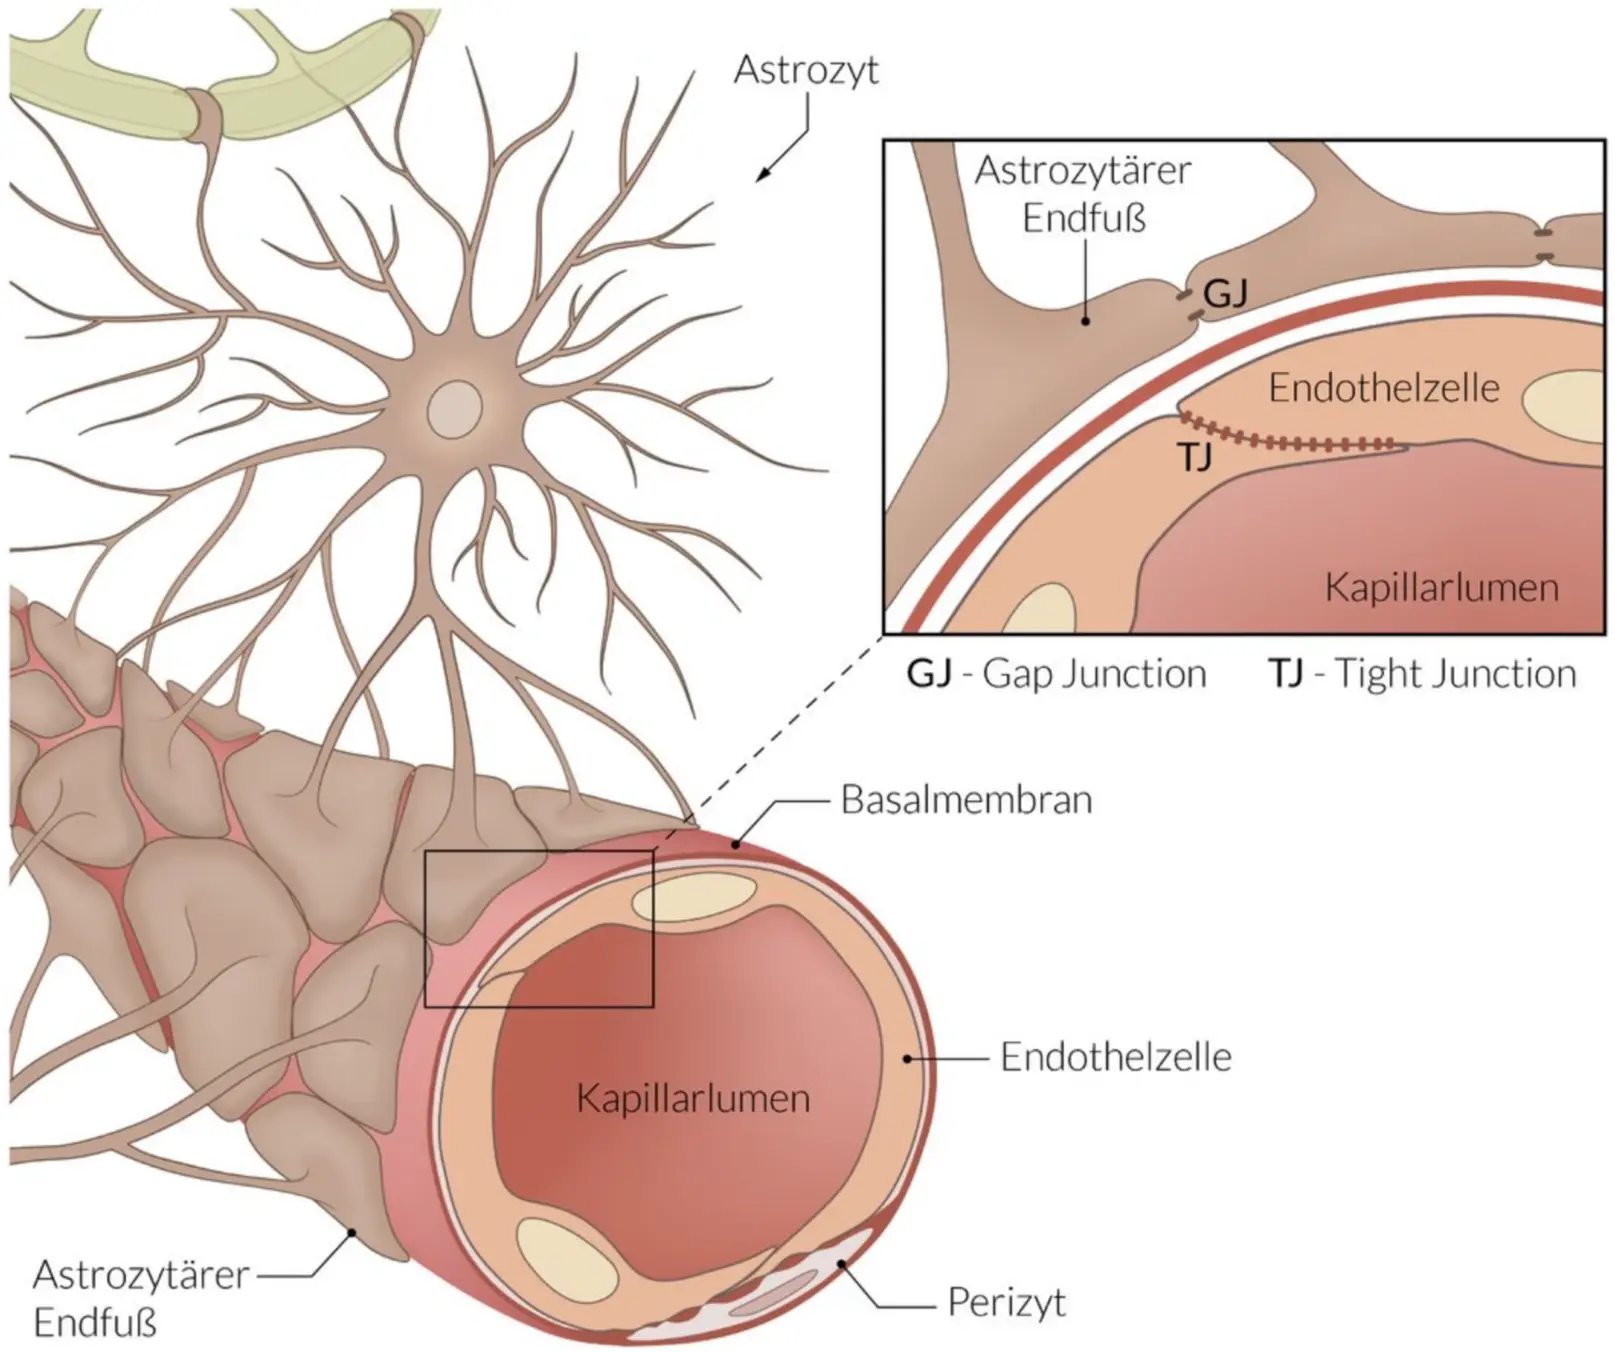 Astrozyt
Astrozytärer
Endfuß
GJ
Endothelzelle
TJ
Kapillarlumen
GJ - Gap Junction TJ - Tight Junction
Basalmembran
Endothelzelle
Kapillarlumen
Astrozytärer
Endfuß
Perizyt